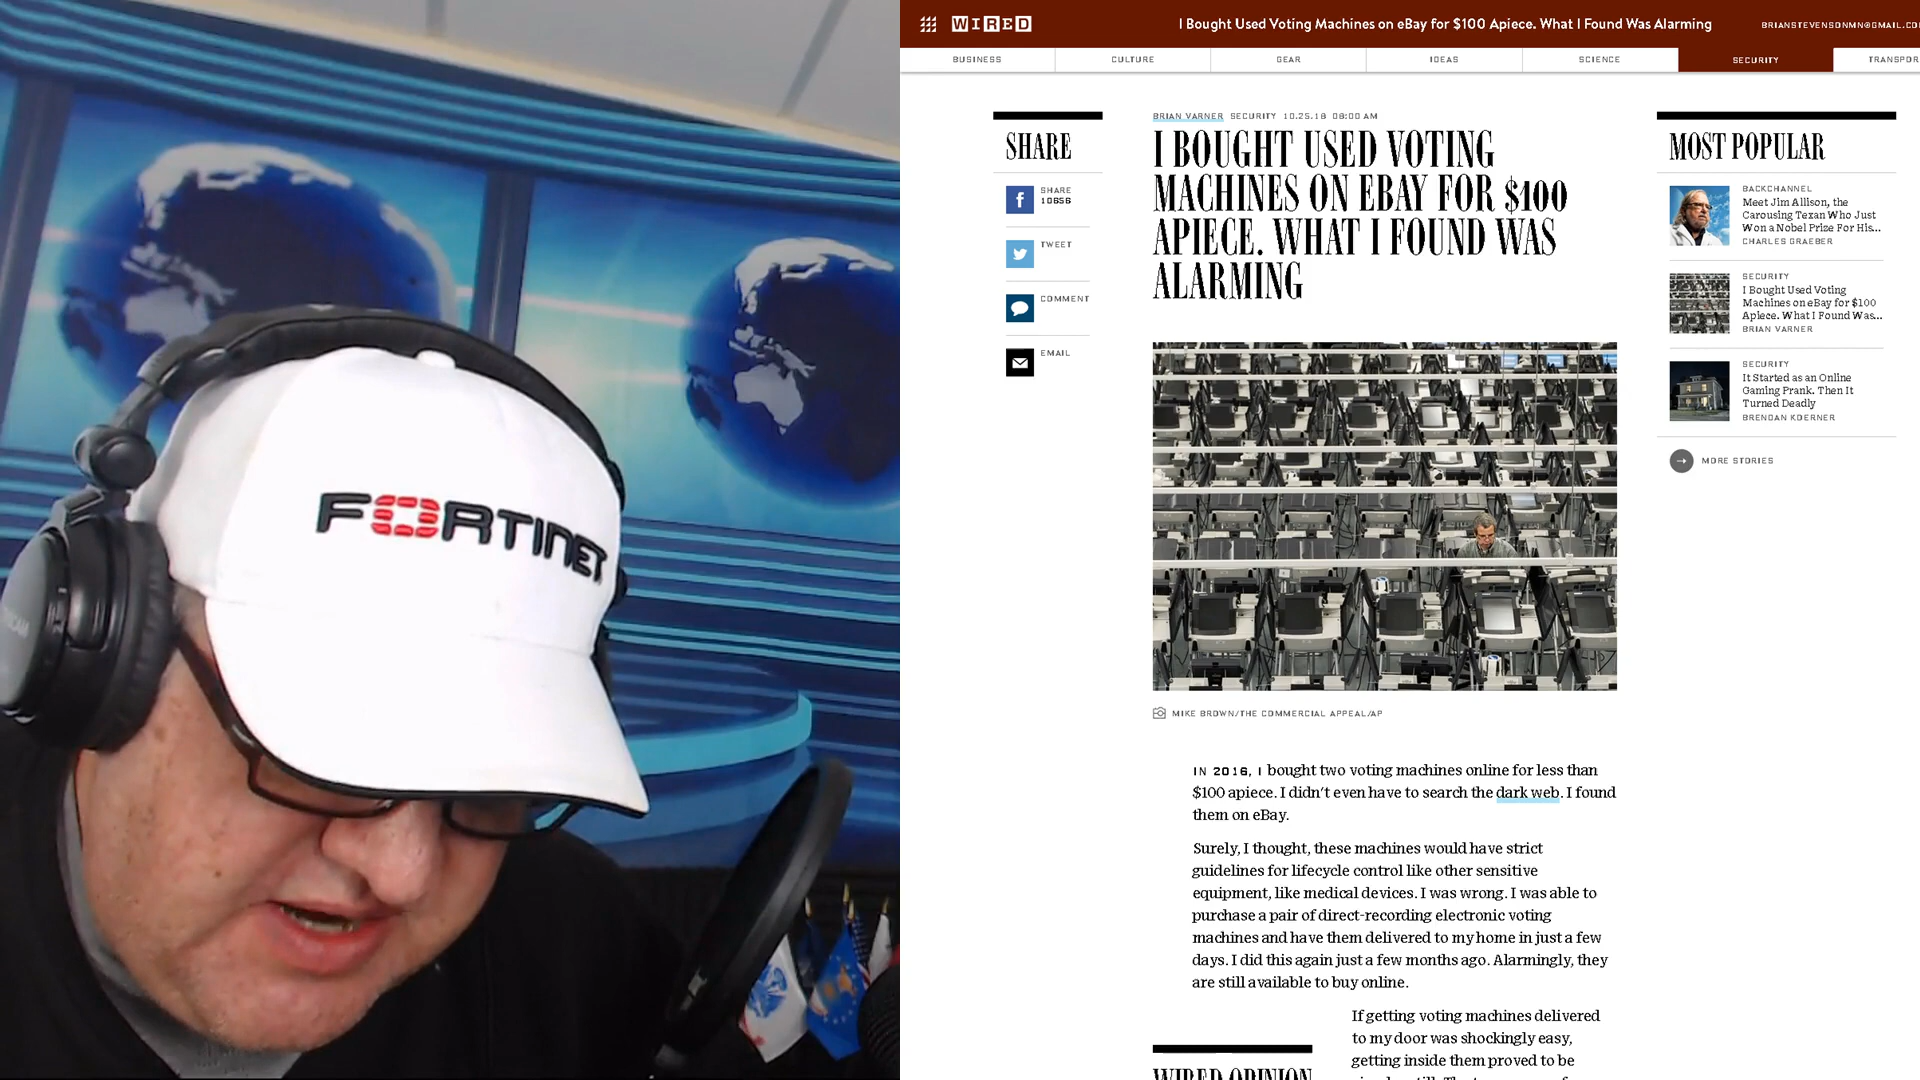 FORTINET
WIRED
I Bought Used Voting Machines on eBay for $100 Apiece. What I Found Was Alarming
BRIANSTEVENSONMN@GMAIL.CO
BUSINESS
CULTURE
GEAR
IDEAS
SCIENCE
SECURITY
TRANSPOR
SHARE
SHARE
10656
TWEET
COMMENT
EMAIL
BRIAN VARNER SECURITY 10.25.18 08:00 AM
I BOUGHT USED VOTING
MACHINES ON EBAY FOR $100
APIECE. WHAT I FOUND WAS
ALARMING
MIKE BROWN/THE COMMERCIAL APPEAL/AP
IN 2016, I bought two voting machines online for less than
$100 apiece. I didn't even have to search the dark web. I found
them on eBay.
Surely, I thought, these machines would have strict
guidelines for lifecycle control like other sensitive
equipment, like medical devices. I was wrong. I was able to
purchase a pair of direct-recording electronic voting
machines and have them delivered to my home in just a few
days. I did this again just a few months ago. Alarmingly, they
are still available to buy online.
If getting voting machines delivered
to my door was shockingly easy,
getting inside them proved to be
WIRED OPINION
MOST POPULAR
BACKCHANNEL
Meet Jim Allison, the
Carousing Texan Who Just
Won a Nobel Prize For His...
CHARLES GRAEBER
SECURITY
I Bought Used Voting
Machines on eBay for $100
Apiece. What I Found Was...
BRIAN VARNER
SECURITY
It Started as an Online
Gaming Prank. Then It
Turned Deadly
BRENDAN KOERNER
MORE STORIES